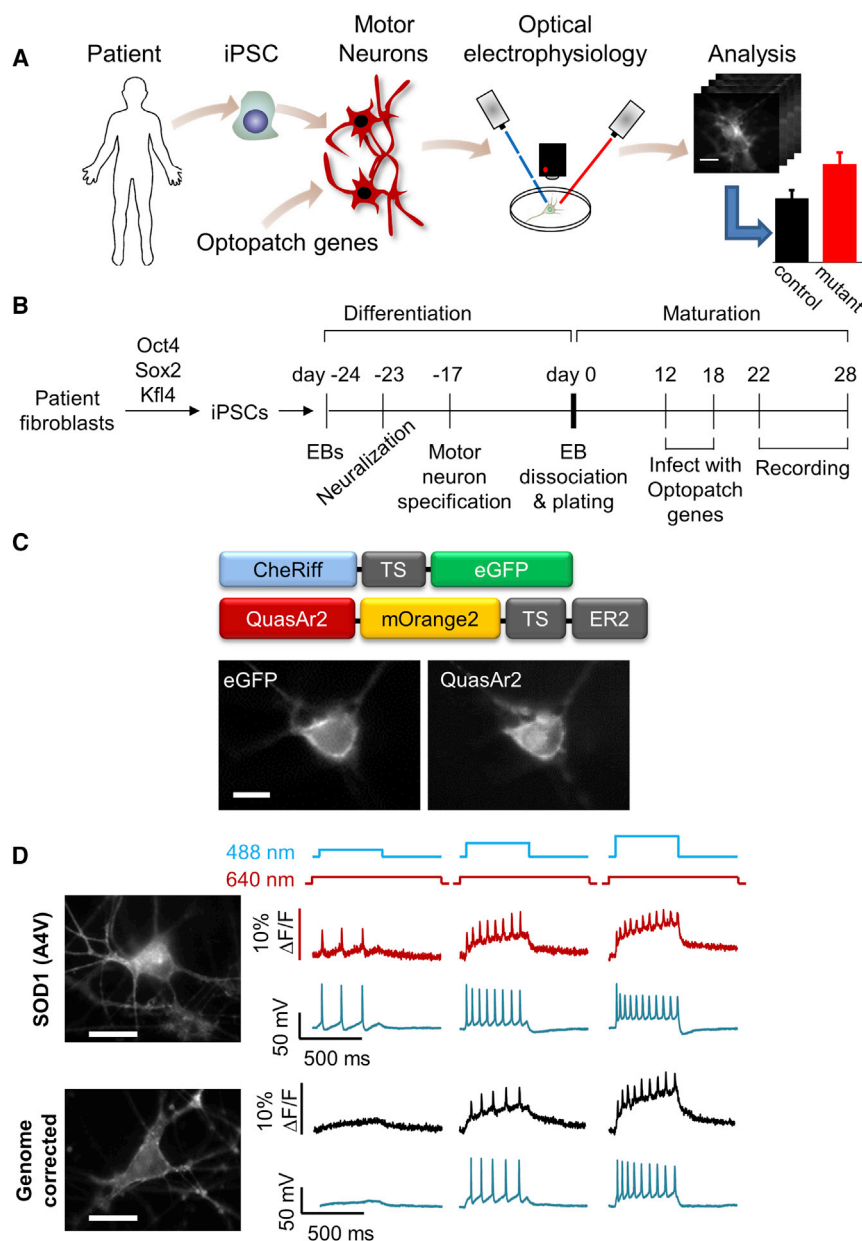 A
Patient
iPSC
Motor
Neurons
Optical
electrophysiology
Analysis
Optopatch genes
control
mutant
B
Differentiation
Maturation
Patient
fibroblasts
Oct4
Sox2
Kfl4
iPSCs
day -24
-23
-17
day 0
12
18
22
28
EBs
Neuralization
Motor
neuron
specification
EB
dissociation
& plating
Infect with
Optopatch
genes
Recording
C
CheRiff
TS
eGFP
QuasAr2
mOrange2
TS
ER2
eGFP
QuasAr2
D
488 nm
640 nm
SOD1 (A4V)
10%
ΔF/F
50 mV
500 ms
Genome
corrected
10%
ΔF/F
50 mV
500 ms